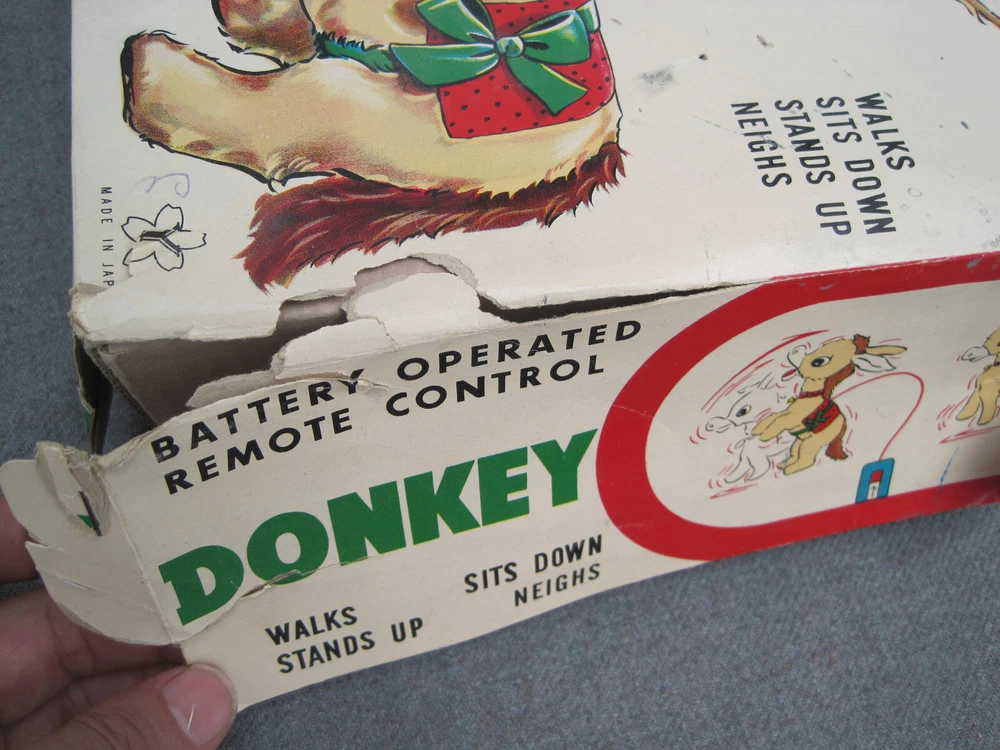 WALKS
SITS DOWN
STANDS UP
NEIGHS
MADE IN JAP
BATTERY OPERATED
REMOTE CONTROL
DONKEY
WALKS
STANDS UP
SITS DOWN
NEIGHS